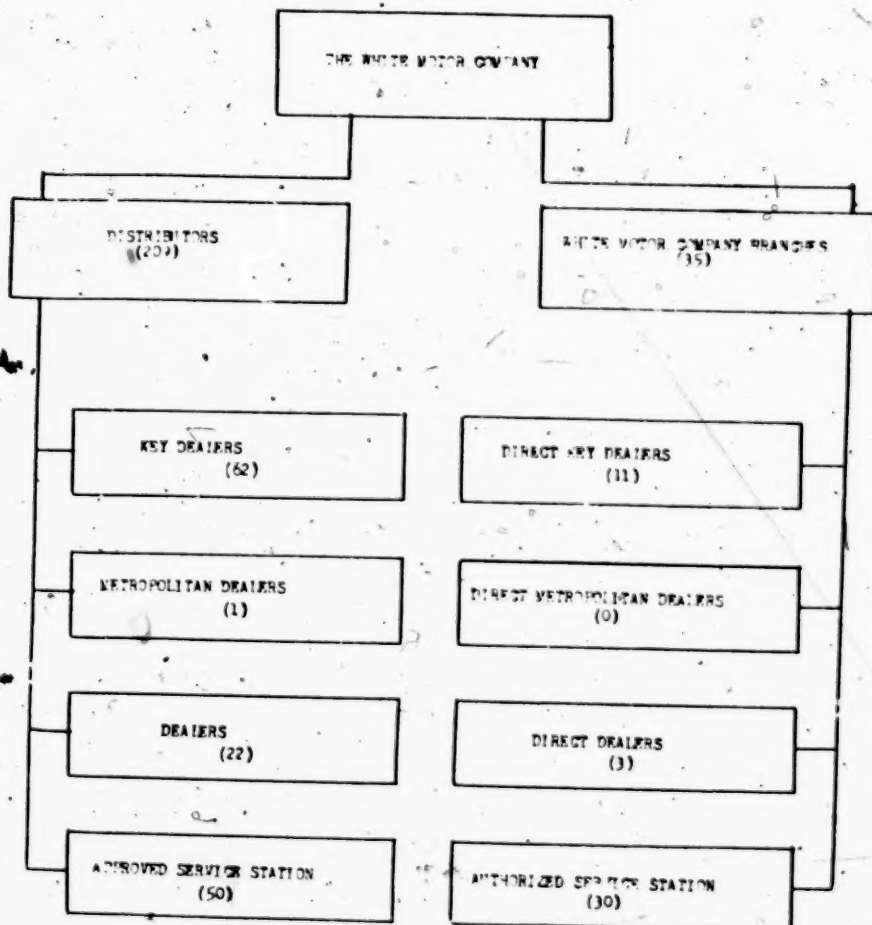 THE WHITE MOTOR COMPANY
DISTRIBUTORS
WHITE MOTOR COMPANY BRANCHES
(35)
KEY DEALERS
(62)
DIRECT KEY DEALERS
(11)
METROPOLITAN DEALERS
(1)
DIRECT METROPOLITAN DEALERS
(0)
DEALERS
(22)
DIRECT DEALERS
(3)
APPROVED SERVICE STATION
(50)
AUTHORIZED SERVICE STATION
(30)